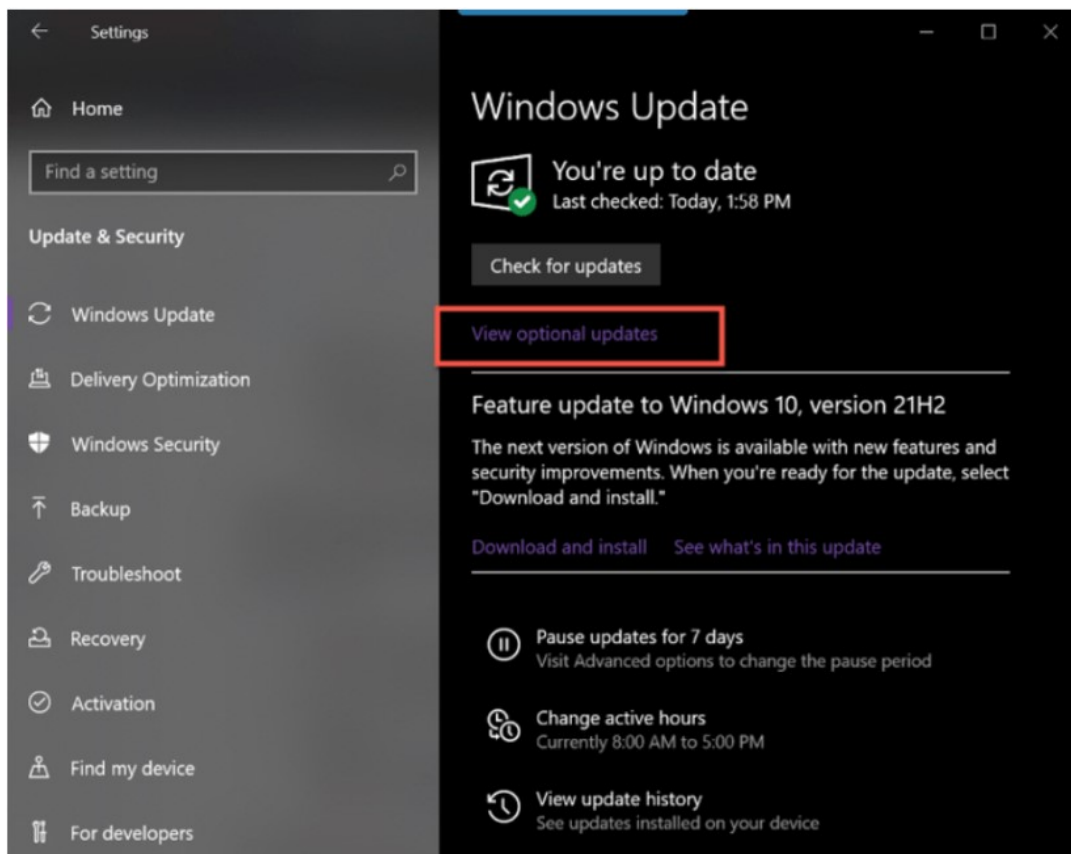 Settings
Home
Find a setting
Update & Security
Windows Update
Delivery Optimization
Windows Security
Backup
Troubleshoot
Recovery
Activation
Find my device
For developers
Windows Update
You're up to date
Last checked: Today, 1:58 PM
Check for updates
View optional updates
Feature update to Windows 10, version 21H2
The next version of Windows is available with new features and
security improvements. When you're ready for the update, select
"Download and install."
Download and install See what's in this update
Pause updates for 7 days
Visit Advanced options to change the pause period
Change active hours
Currently 8:00 AM to 5:00 PM
View update history
See updates installed on your device